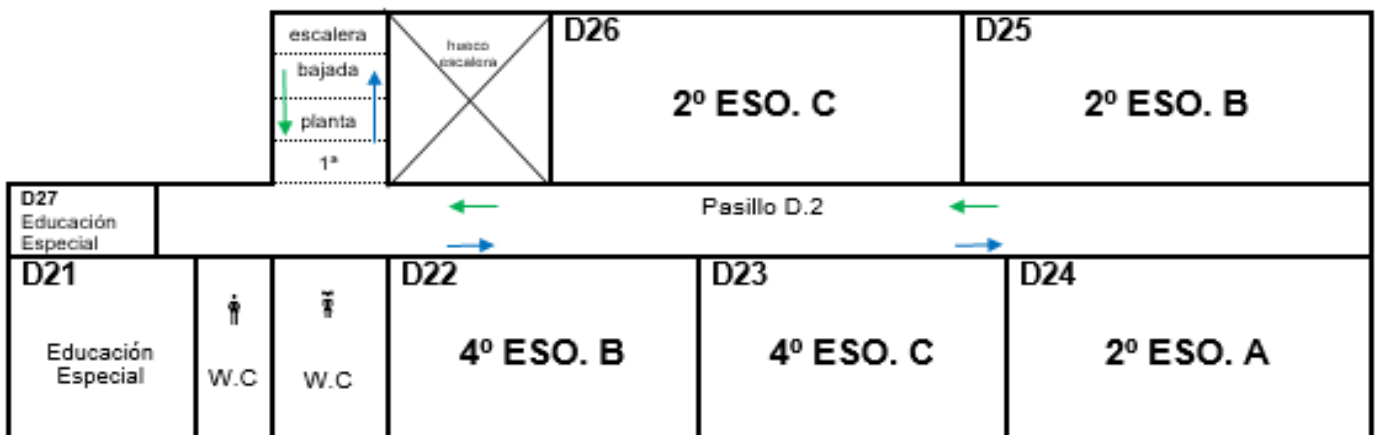 escalera
bajada
planta
1ª
hueco
escalera
D26
2º ESO. C
D25
2º ESO. B
D27
Educación
Especial
Pasillo D.2
D21
Educación
Especial
W.C
W.C
D22
4º ESO. B
D23
4º ESO. C
D24
2º ESO. A